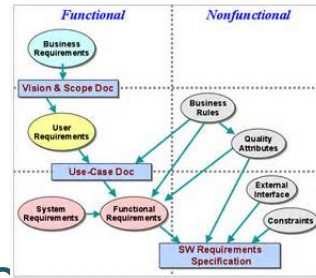 Functional
Nonfunctional
Business
Requirements
Vision & Scope Doc
User
Requirements
Business
Rules
Quality
Attributes
Use-Case Doc
External
Interface
System
Requirements
Functional
Requirements
Constraints
SW Requirements
Specification